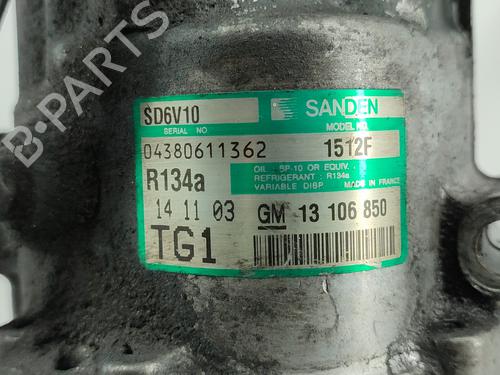 B-PARTS
SD6V10
SANDEN
SERIAL NO
MODEL NO.
04380611362
1512F
R134a
OIL : SP-10 OR EQUIV.
REFRIGERANT : R134a
VARIABLE DISP MADE IN FRANCE
14 11 03
GM 13 106 850
TG1